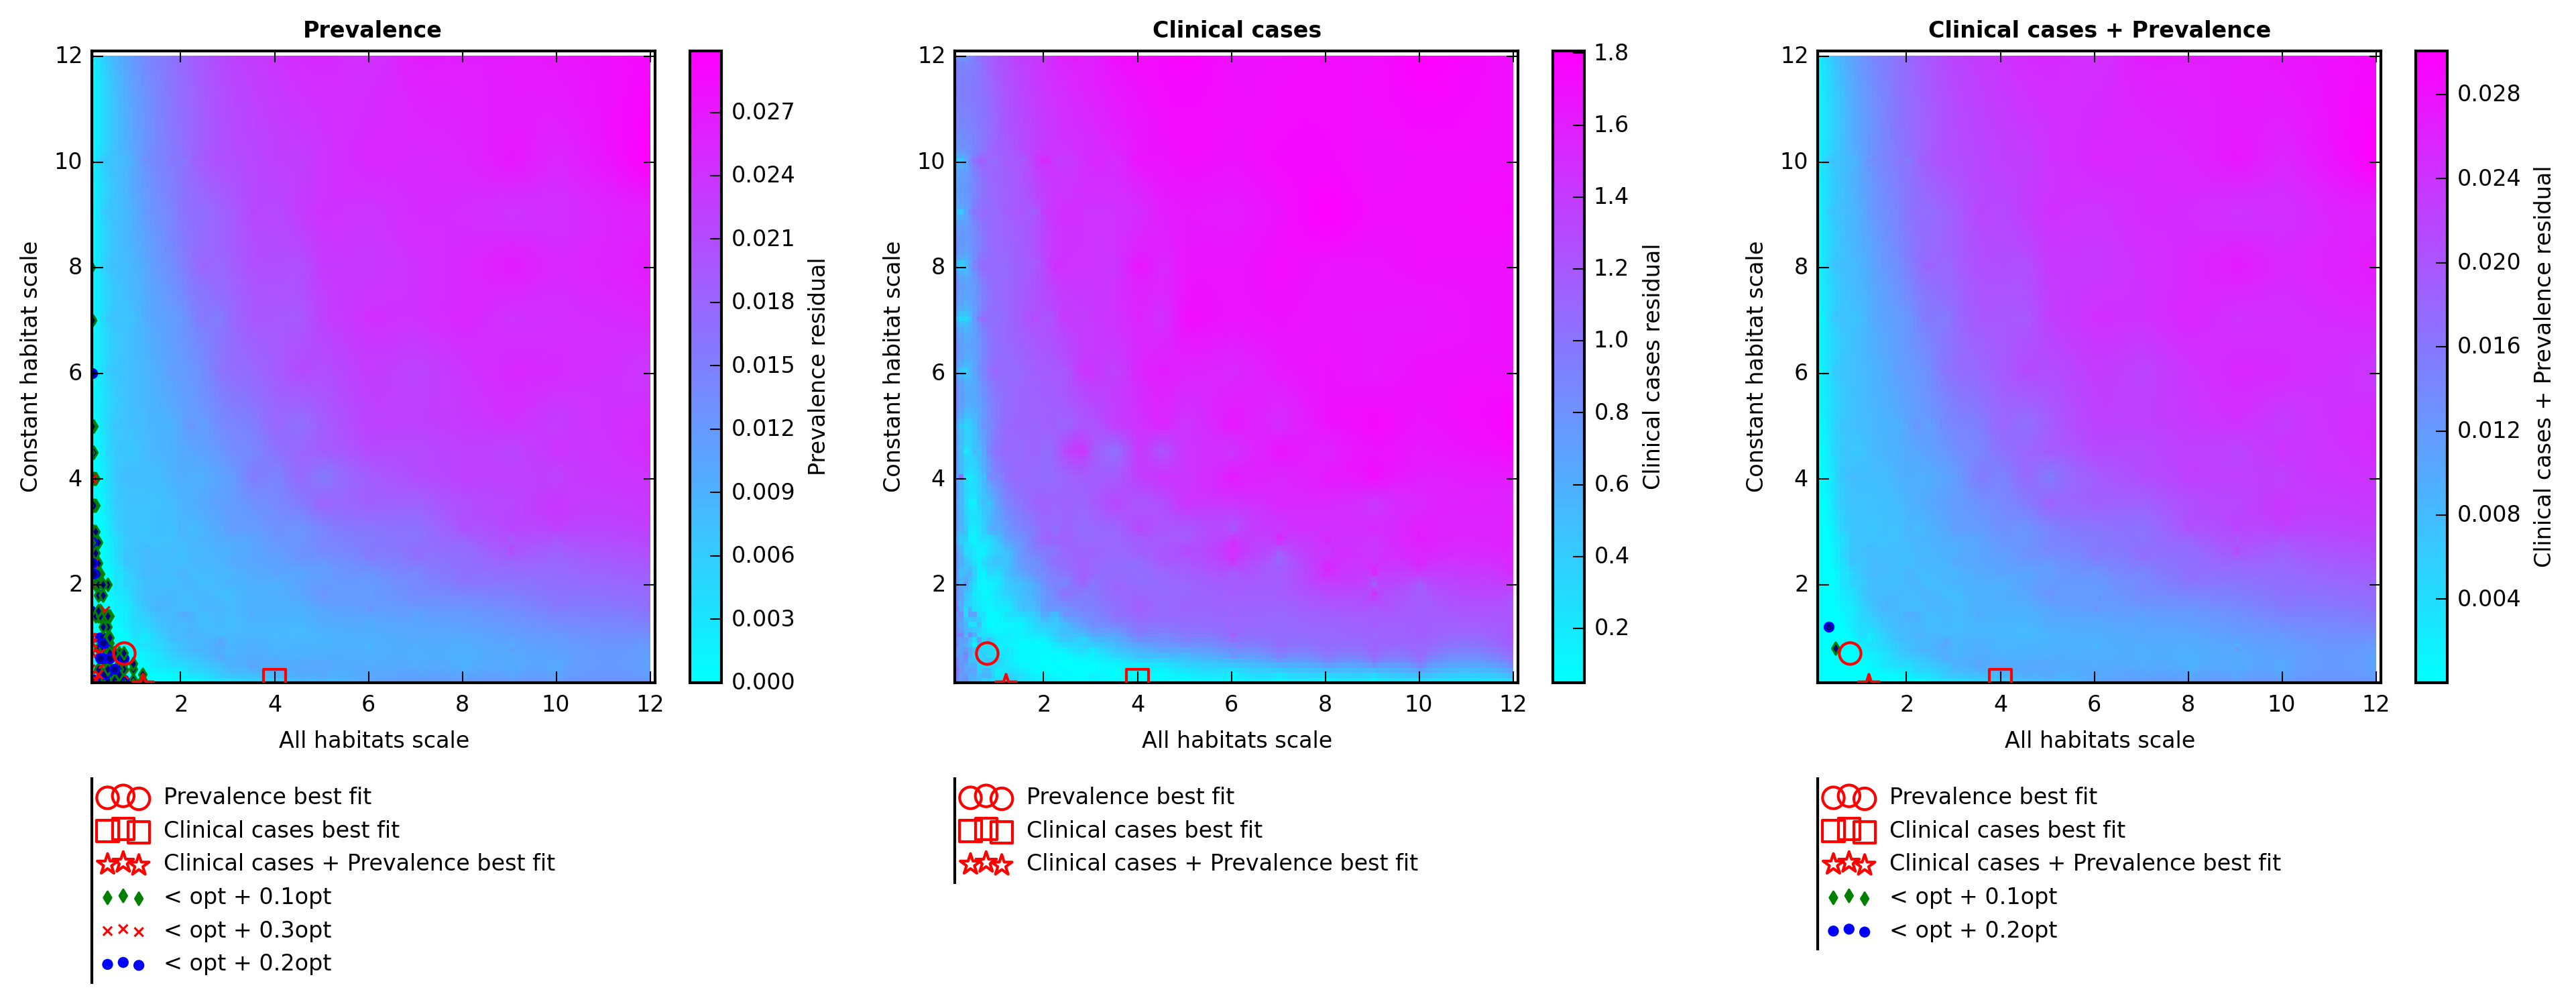 Prevalence
12
10
8
6
4
2
2 4 6 8 10 12
Constant habitat scale
All habitats scale
0.027
0.024
0.021
0.018
0.015
0.012
0.009
0.006
0.003
0.000
Prevalence residual
Prevalence best fit
Clinical cases best fit
Clinical cases + Prevalence best fit
< opt + 0.1opt
< opt + 0.3opt
< opt + 0.2opt
Clinical cases
12
10
8
6
4
2
2 4 6 8 10 12
Constant habitat scale
All habitats scale
1.8
1.6
1.4
1.2
1.0
0.8
0.6
0.4
0.2
Clinical cases residual
Prevalence best fit
Clinical cases best fit
Clinical cases + Prevalence best fit
Clinical cases + Prevalence
12
10
8
6
4
2
2 4 6 8 10 12
Constant habitat scale
All habitats scale
0.028
0.024
0.020
0.016
0.012
0.008
0.004
Clinical cases + Prevalence residual
Prevalence best fit
Clinical cases best fit
Clinical cases + Prevalence best fit
< opt + 0.1opt
< opt + 0.2opt